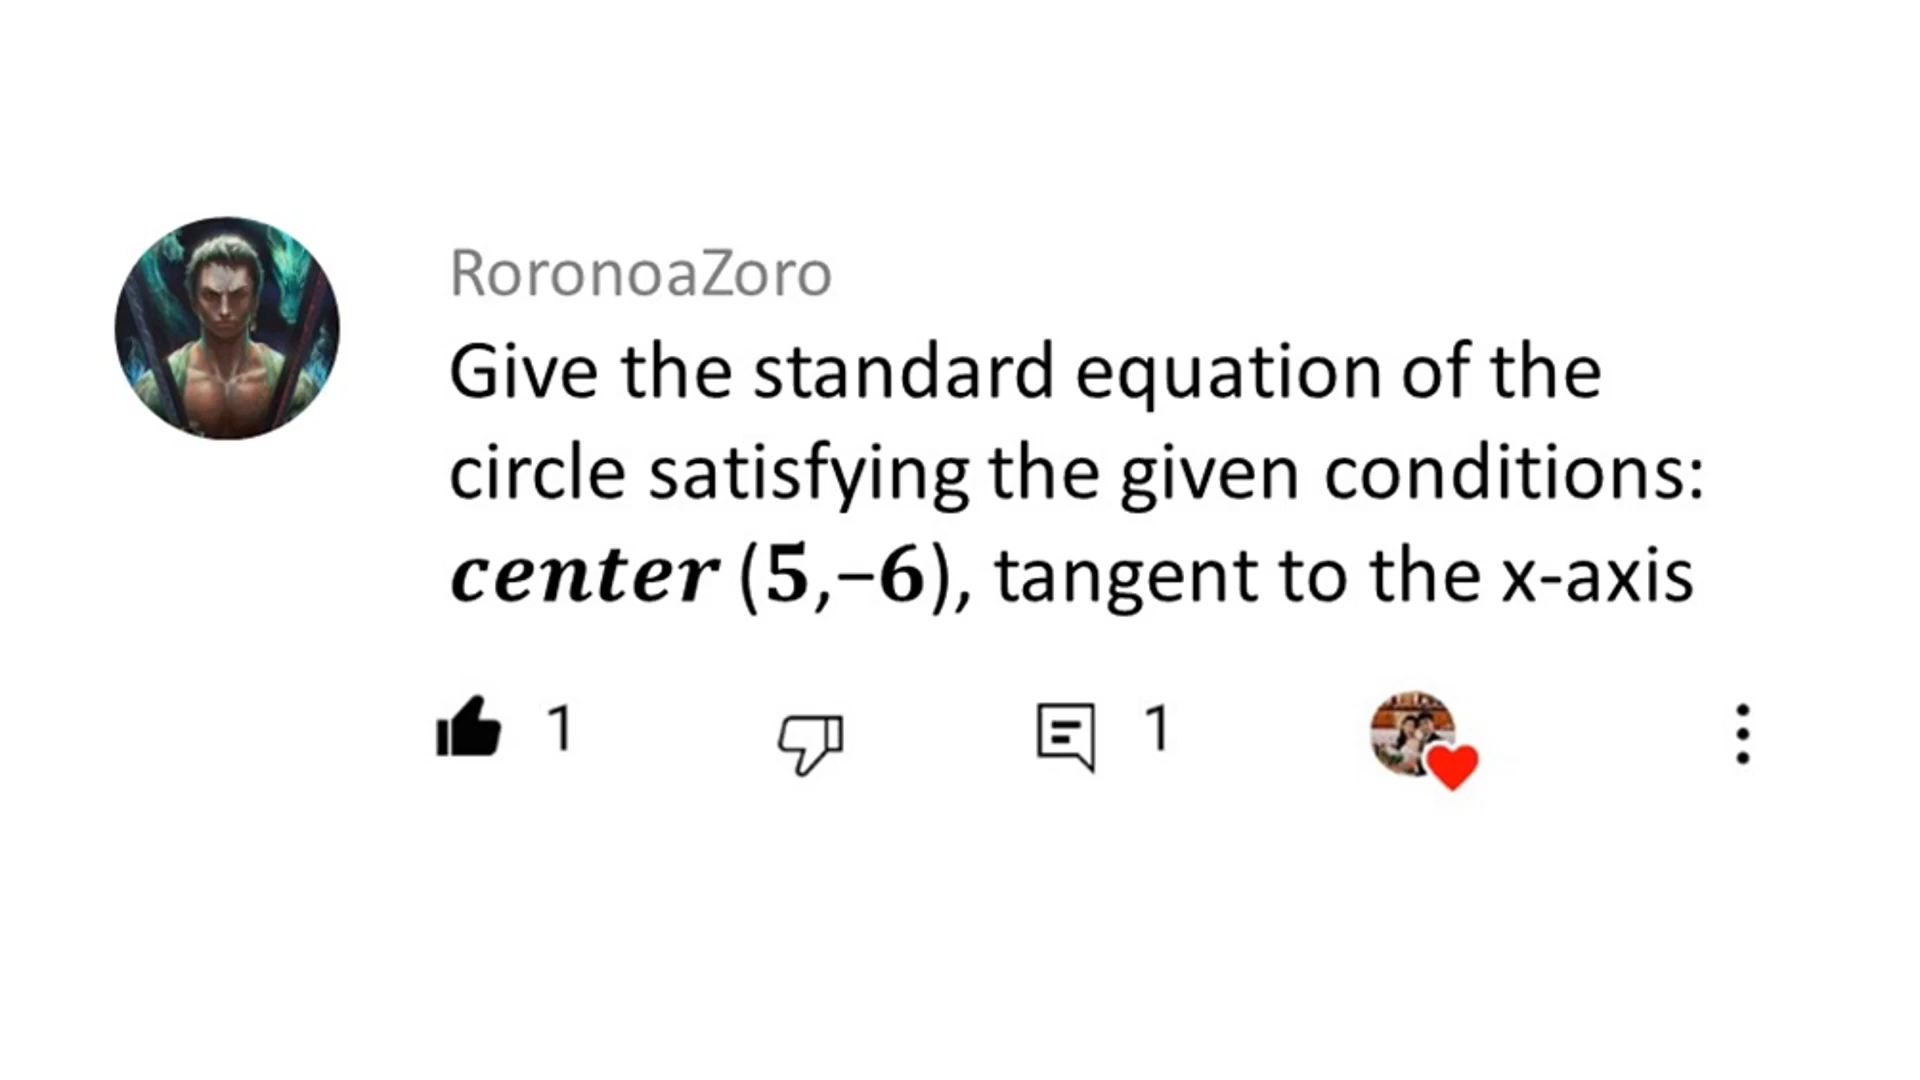 RoronoaZoro
Give the standard equation of the
circle satisfying the given conditions:
center (5,−6), tangent to the x-axis
1
1